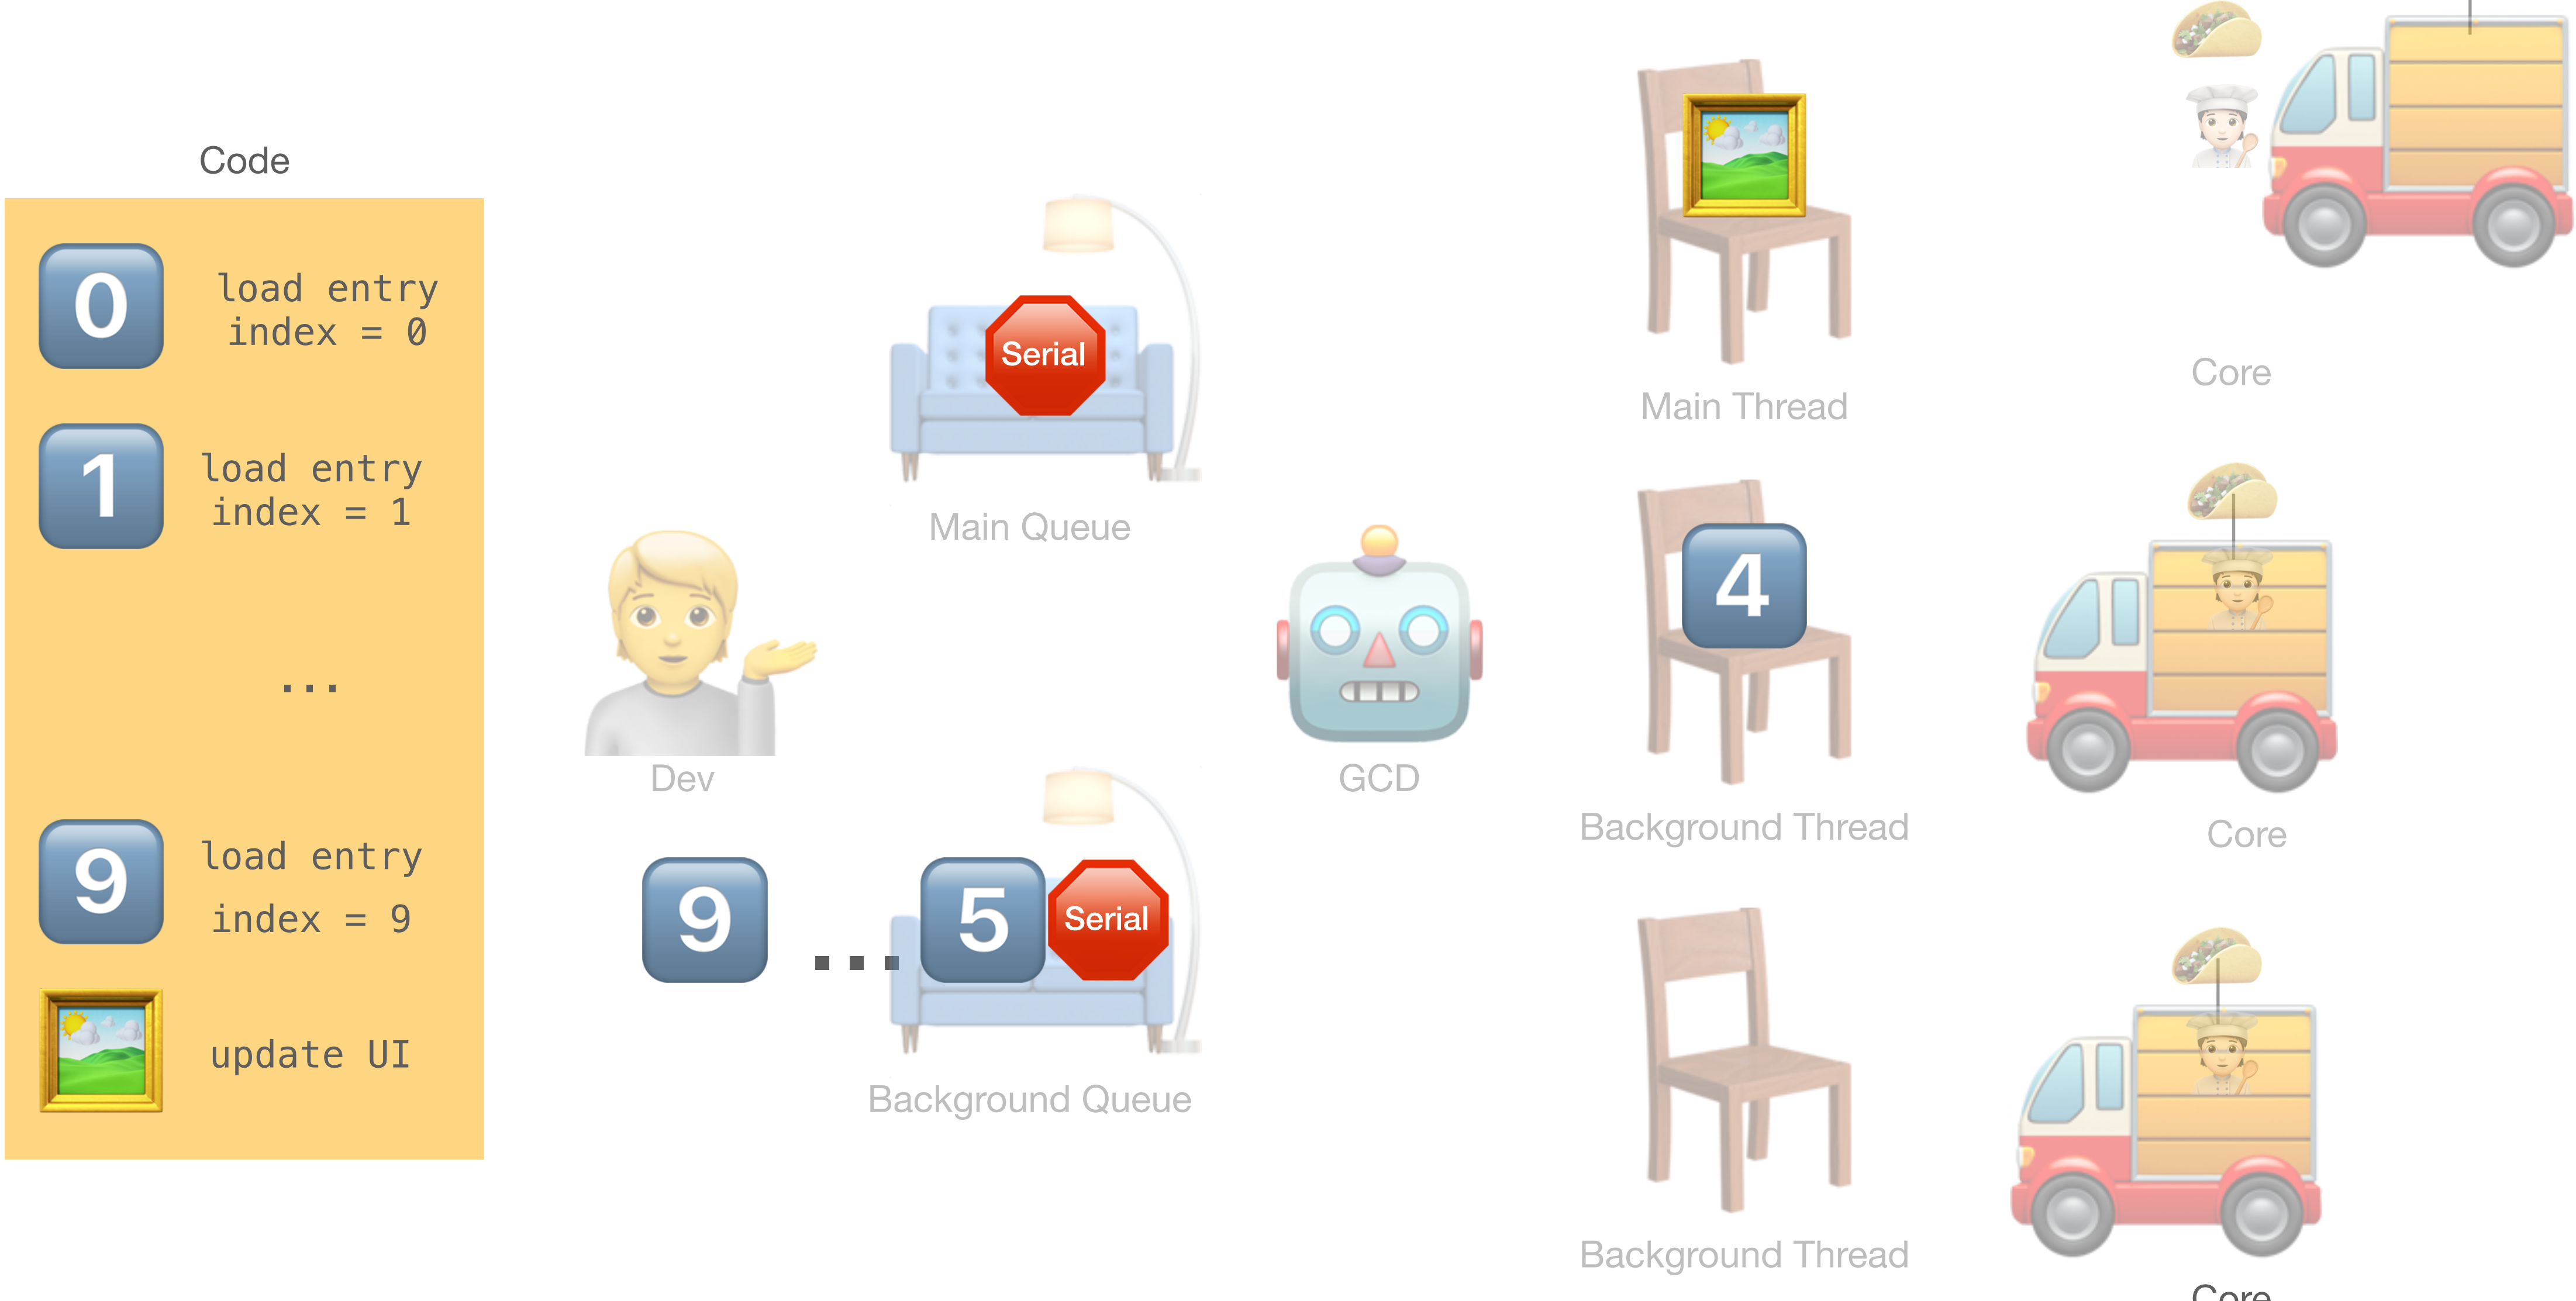 Code
0
load entry
index = 0
1
load entry
index = 1
...
9
load entry
index = 9
update UI
Dev
Serial
Main Queue
9
...
5
Serial
Background Queue
GCD
Main Thread
4
Background Thread
Background Thread
Core
Core
Core